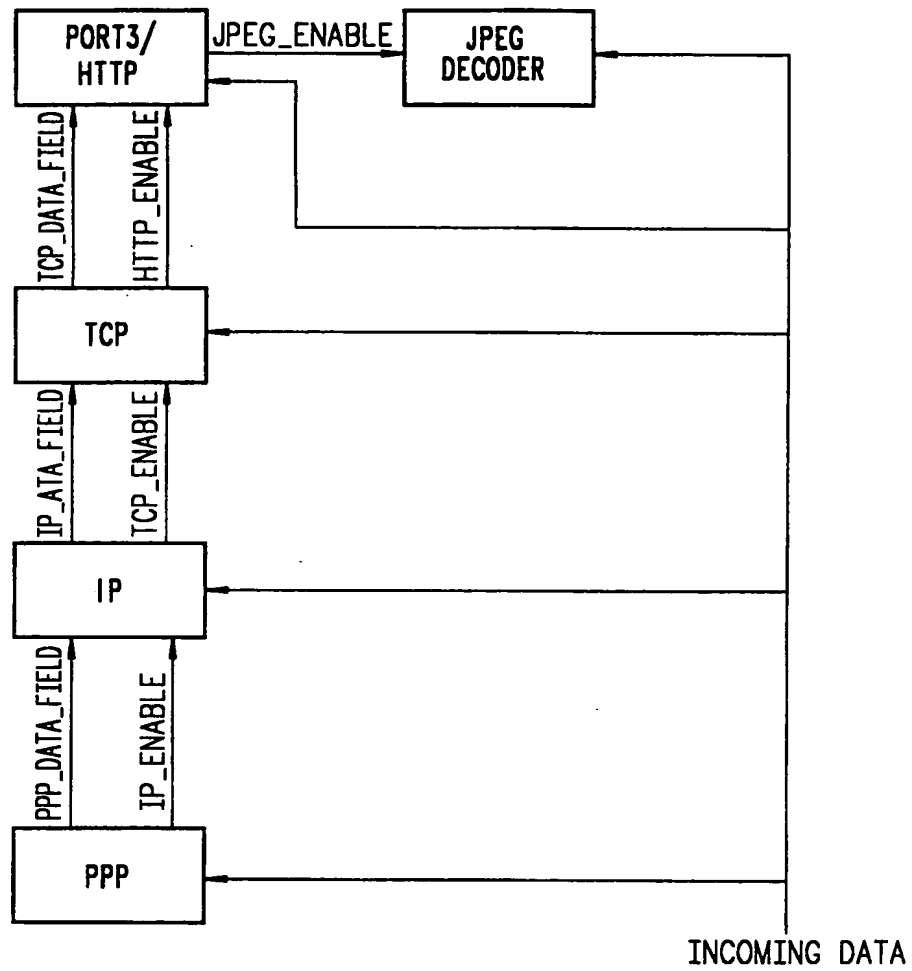 PORT3/
HTTP
JPEG_ENABLE
JPEG
DECODER
TCP_DATA_FIELD
HTTP_ENABLE
TCP
IP_ATA_FIELD
TCP_ENABLE
IP
PPP_DATA_FIELD
IP_ENABLE
PPP
INCOMING DATA